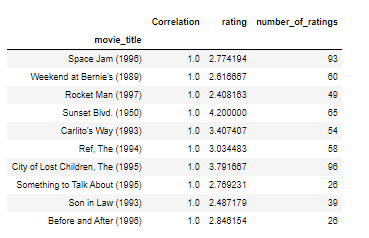 Correlation rating number_of_ratings
movie_title
Space Jam (1996) 1.0 2.774194 93
Weekend at Bernie's (1989) 1.0 2.616667 60
Rocket Man (1997) 1.0 2.408163 49
Sunset Blvd. (1950) 1.0 4.200000 65
Carlito's Way (1993) 1.0 3.407407 54
Ref, The (1994) 1.0 3.034483 58
City of Lost Children, The (1995) 1.0 3.791667 96
Something to Talk About (1995) 1.0 2.769231 26
Son in Law (1993) 1.0 2.487179 39
Before and After (1996) 1.0 2.846154 26